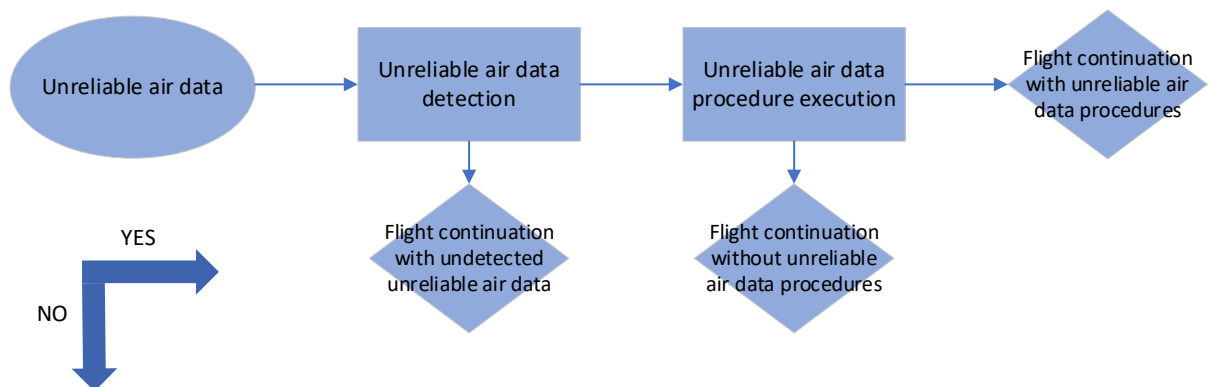 Unreliable air data
Unreliable air data
detection
Unreliable air data
procedure execution
Flight continuation
with unreliable air
data procedures
Flight continuation
with undetected
unreliable air data
Flight continuation
without unreliable
air data procedures
YES
NO